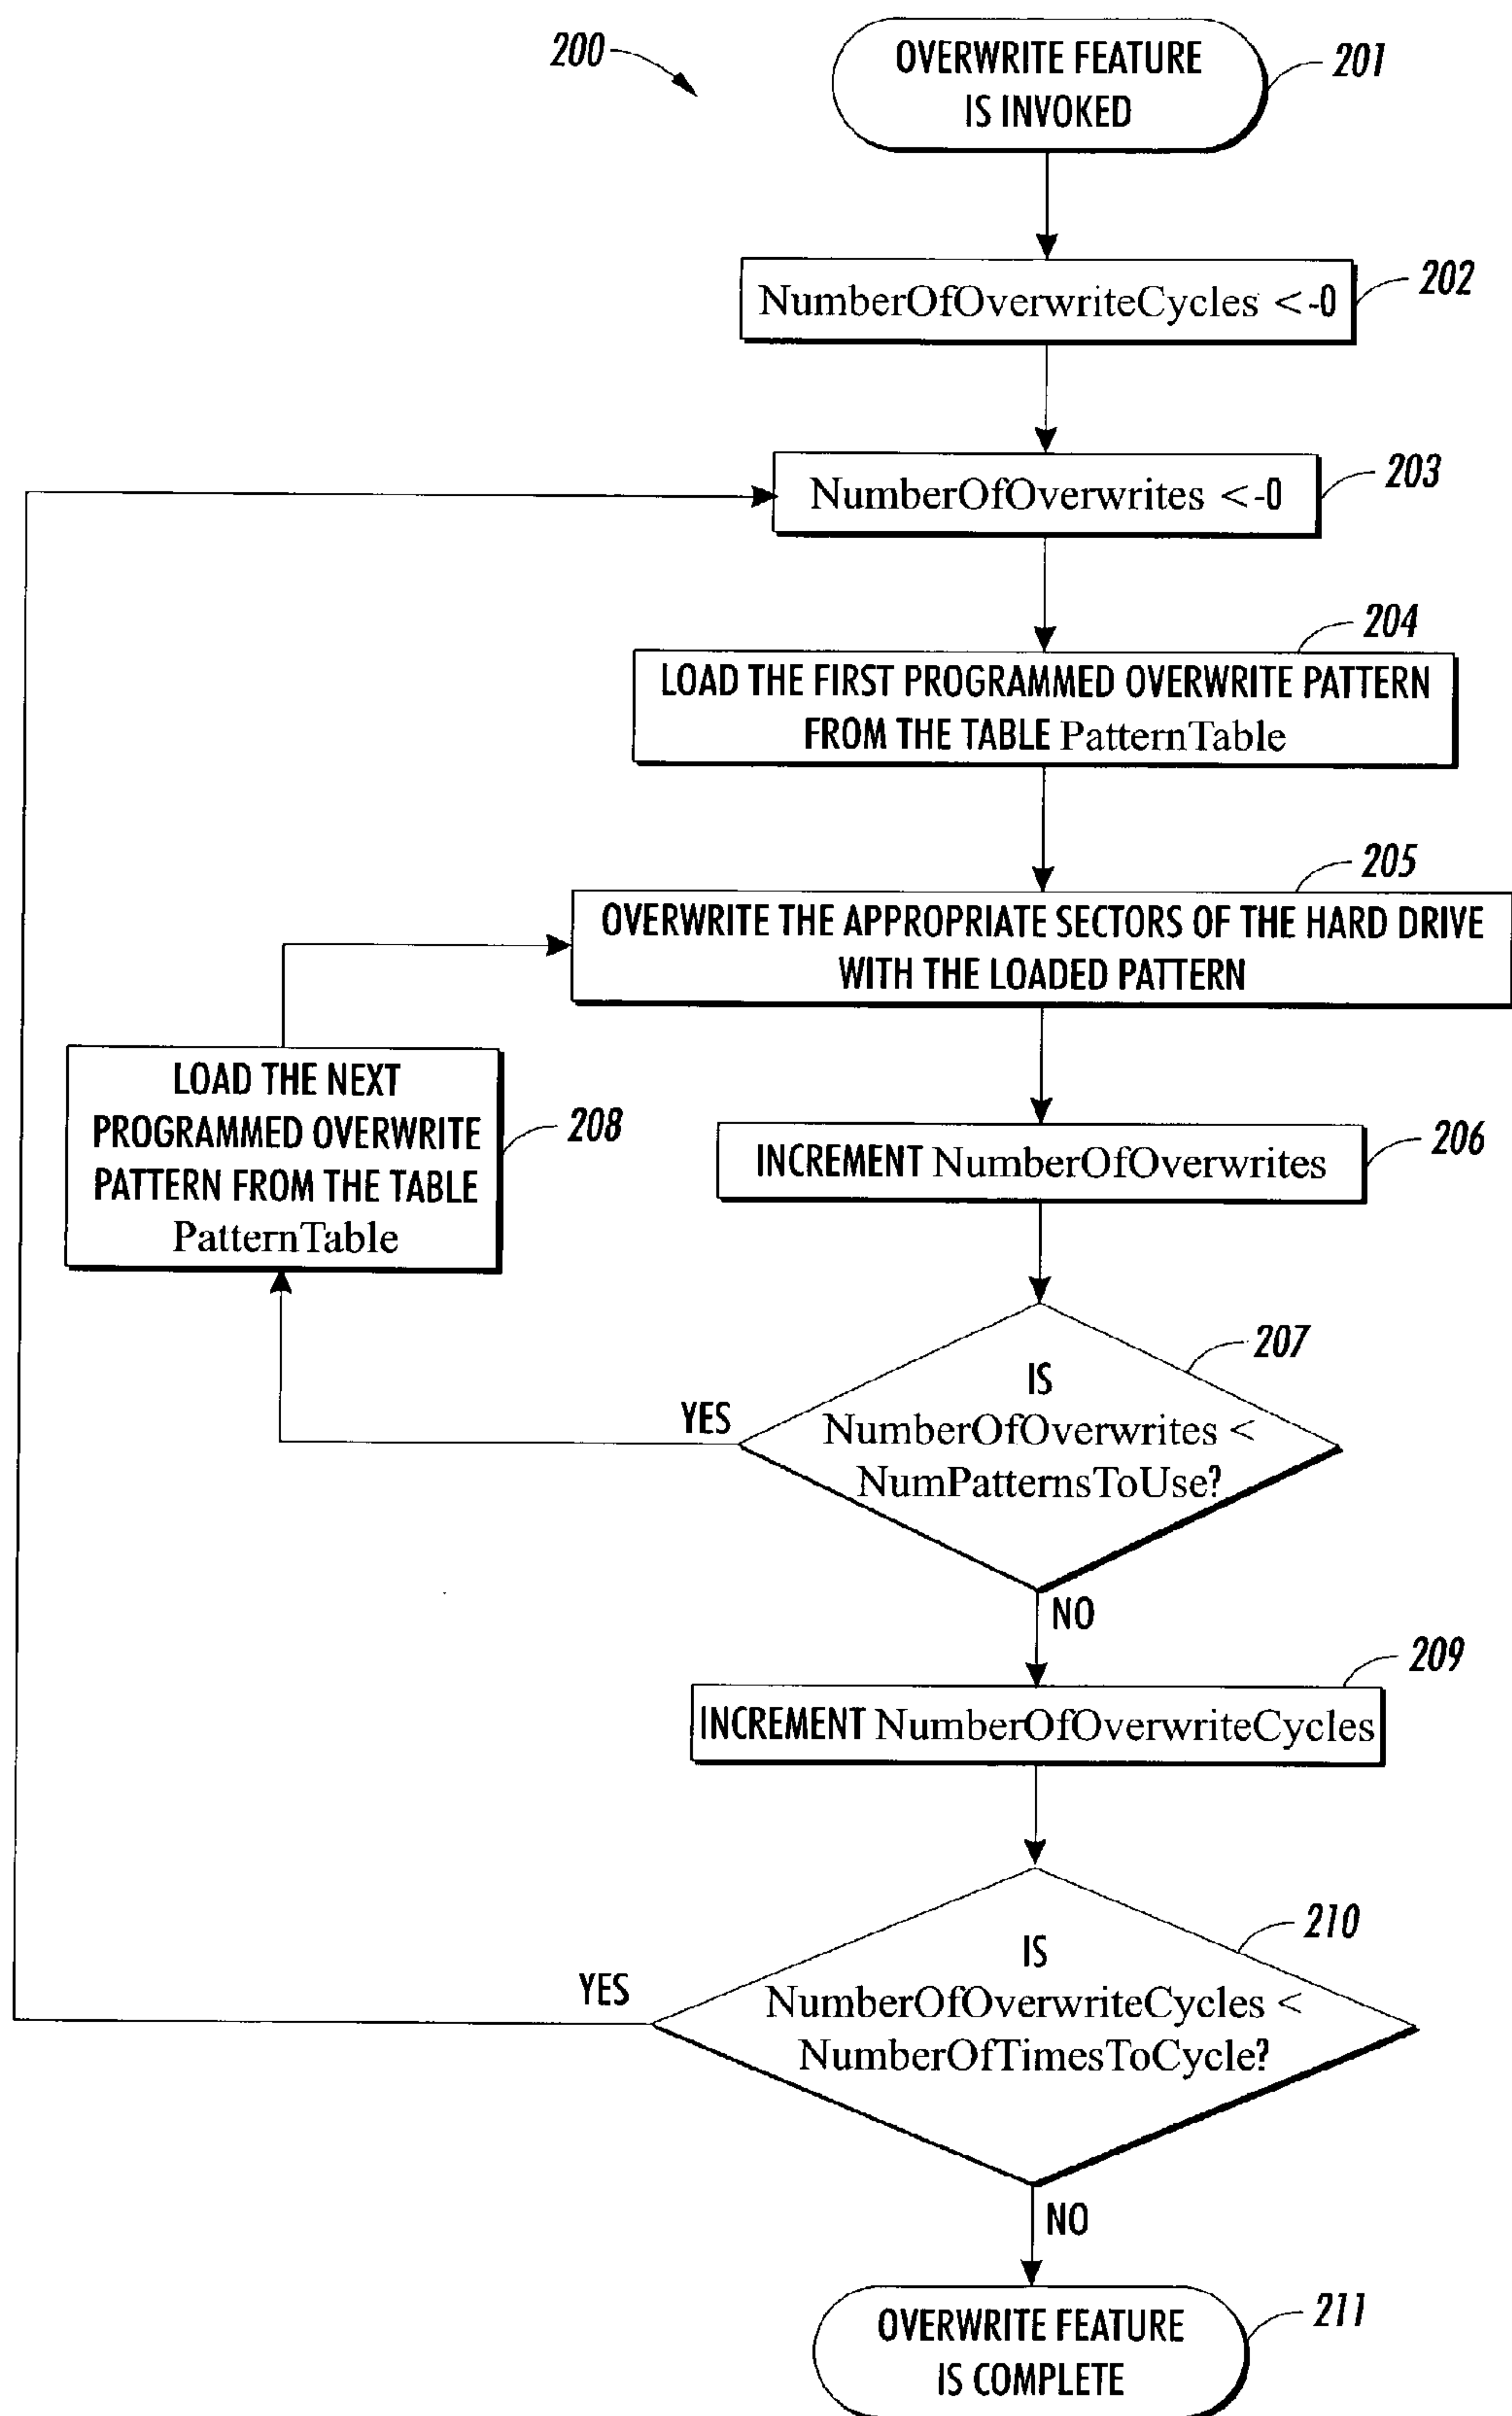 200
OVERWRITE FEATURE
IS INVOKED
201
NumberOfOverwriteCycles <-0
202
NumberOfOverwrites <-0
203
204
LOAD THE FIRST PROGRAMMED OVERWRITE PATTERN
FROM THE TABLE PatternTable
205
OVERWRITE THE APPROPRIATE SECTORS OF THE HARD DRIVE
WITH THE LOADED PATTERN
LOAD THE NEXT
PROGRAMMED OVERWRITE
PATTERN FROM THE TABLE
PatternTable
208
INCREMENT NumberOfOverwrites
206
207
IS
NumberOfOverwrites <
NumPatternsToUse?
YES
NO
209
INCREMENT NumberOfOverwriteCycles
210
IS
NumberOfOverwriteCycles <
NumberOfTimesToCycle?
YES
NO
OVERWRITE FEATURE
IS COMPLETE
211